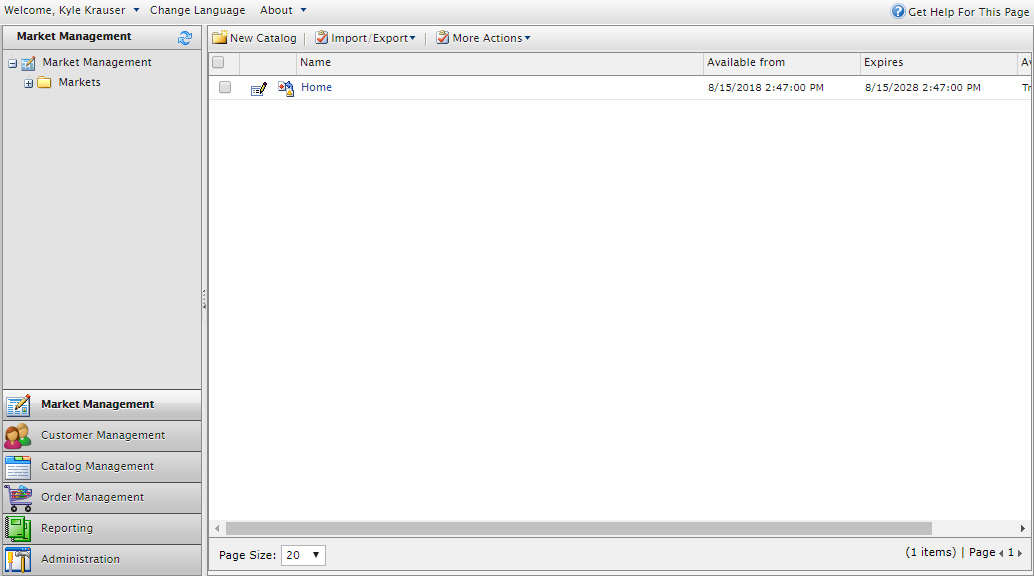 Welcome, Kyle Krauser Change Language About Get Help For This Page
Market Management
New Catalog Import/Export More Actions
Market Management
Markets
Name Available from Expires Av
Home 8/15/2018 2:47:00 PM 8/15/2028 2:47:00 PM Tr
Market Management
Customer Management
Catalog Management
Order Management
Reporting
Administration
Page Size: 20 (1 items) | Page 1